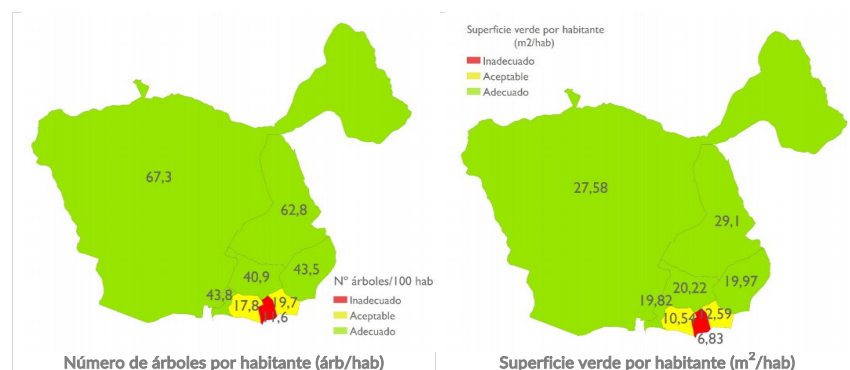 67,3
62,8
43,5
40,9
43,8
17,8
19,7
11,6
Nº árboles/100 hab
Inadecuado
Aceptable
Adecuado
Número de árboles por habitante (árb/hab)
Superficie verde por habitante
(m2/hab)
Inadecuado
Aceptable
Adecuado
27,58
29,1
19,97
20,22
19,82
10,54
12,59
6,83
Superficie verde por habitante (m²/hab)